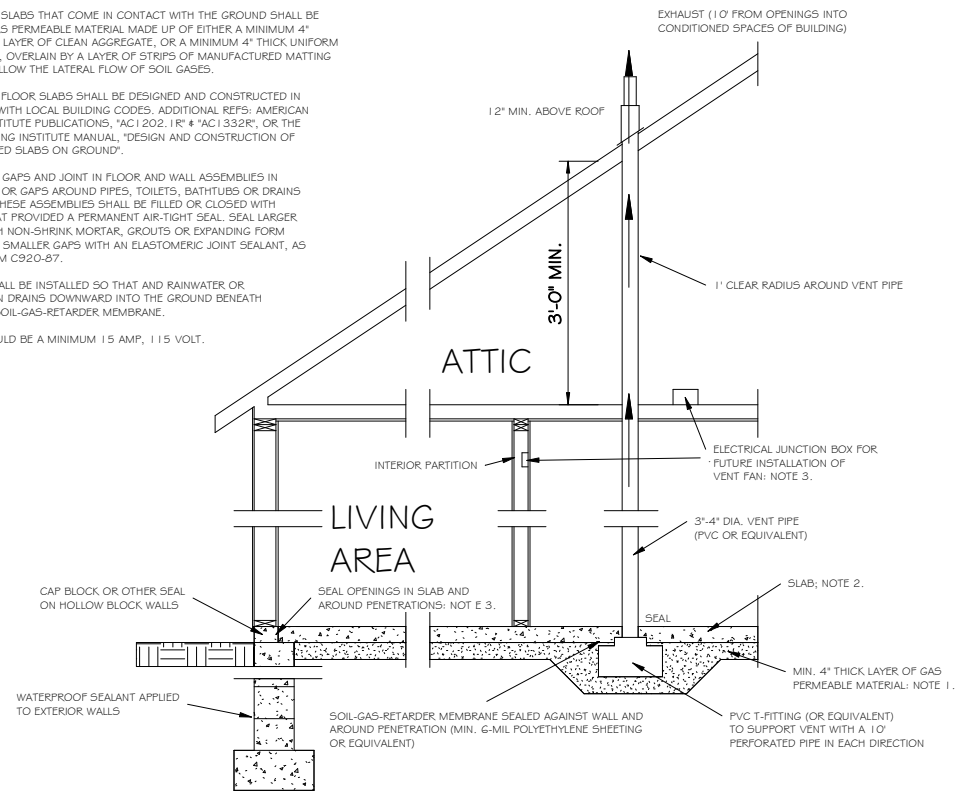 SLABS THAT COME IN CONTACT WITH THE GROUND SHALL BE
S PERMEABLE MATERIAL MADE UP OF EITHER A MINIMUM 4"
LAYER OF CLEAN AGGREGATE, OR A MINIMUM 4" THICK UNIFORM
, OVERLAIN BY A LAYER OF STRIPS OF MANUFACTURED MATTING
LLOW THE LATERAL FLOW OF SOIL GASES.
FLOOR SLABS SHALL BE DESIGNED AND CONSTRUCTED IN
WITH LOCAL BUILDING CODES. ADDITIONAL REFS: AMERICAN
TITUTE PUBLICATIONS, "AC1202.1R" & "AC1332R", OR THE
NG INSTITUTE MANUAL, "DESIGN AND CONSTRUCTION OF
ED SLABS ON GROUND".
GAPS AND JOINT IN FLOOR AND WALL ASSEMBLIES IN
OR GAPS AROUND PIPES, TOILETS, BATHTUBS OR DRAINS
HESE ASSEMBLIES SHALL BE FILLED OR CLOSED WITH
AT PROVIDED A PERMANENT AIR-TIGHT SEAL. SEAL LARGER
H NON-SHRINK MORTAR, GROUTS OR EXPANDING FORM
SMALLER GAPS WITH AN ELASTOMERIC JOINT SEALANT, AS
M C920-87.
ALL BE INSTALLED SO THAT AND RAINWATER OR
N DRAINS DOWNWARD INTO THE GROUND BENEATH
SOIL-GAS-RETARDER MEMBRANE.
ULD BE A MINIMUM 15 AMP, 115 VOLT.
EXHAUST (10' FROM OPENINGS INTO
CONDITIONED SPACES OF BUILDING)
12" MIN. ABOVE ROOF
3'-0" MIN.
1' CLEAR RADIUS AROUND VENT PIPE
ATTIC
INTERIOR PARTITION
ELECTRICAL JUNCTION BOX FOR
FUTURE INSTALLATION OF
VENT FAN: NOTE 3.
LIVING
AREA
3"-4" DIA. VENT PIPE
(PVC OR EQUIVALENT)
CAP BLOCK OR OTHER SEAL
ON HOLLOW BLOCK WALLS
SEAL OPENINGS IN SLAB AND
AROUND PENETRATIONS: NOT E 3.
SLAB; NOTE 2.
SEAL
MIN. 4" THICK LAYER OF GAS
PERMEABLE MATERIAL: NOTE 1.
WATERPROOF SEALANT APPLIED
TO EXTERIOR WALLS
SOIL-GAS-RETARDER MEMBRANE SEALED AGAINST WALL AND
AROUND PENETRATION (MIN. 6-MIL POLYETHYLENE SHEETING
OR EQUIVALENT)
PVC T-FITTING (OR EQUIVALENT)
TO SUPPORT VENT WITH A 10'
PERFORATED PIPE IN EACH DIRECTION